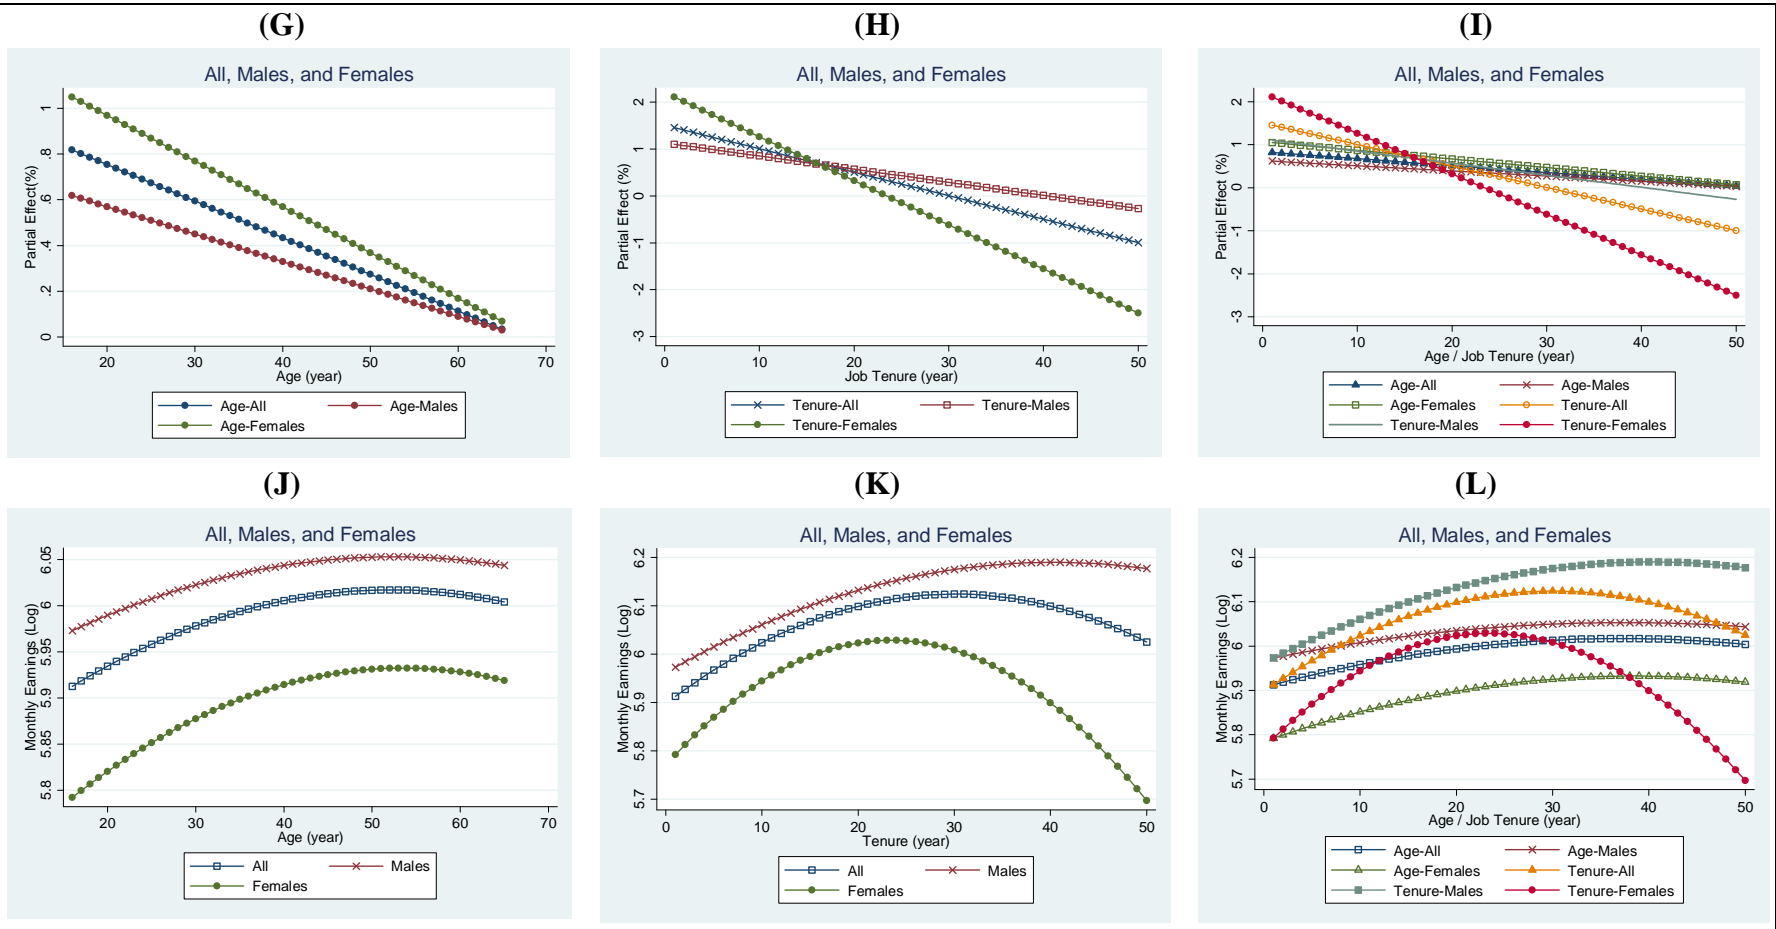 (G)
All, Males, and Females
Partial Effect(%)
0 .2 .4 .6 .8 1
20 30 40 50 60 70
Age (year)
Age-All Age-Males
Age-Females
(H)
All, Males, and Females
Partial Effect (%)
-3 -2 -1 0 1 2
0 10 20 30 40 50
Job Tenure (year)
Tenure-All Tenure-Males
Tenure-Females
(I)
All, Males, and Females
Partial Effect (%)
-3 -2 -1 0 1 2
0 10 20 30 40 50
Age / Job Tenure (year)
Age-All Age-Males
Age-Females Tenure-All
Tenure-Males Tenure-Females
(J)
All, Males, and Females
Monthly Earnings (Log)
5.8 5.85 5.9 5.95 6 6.05
20 30 40 50 60 70
Age (year)
All Males
Females
(K)
All, Males, and Females
Monthly Earnings (Log)
5.7 5.8 5.9 6 6.1 6.2
0 10 20 30 40 50
Tenure (year)
All Males
Females
(L)
All, Males, and Females
Monthly Earnings (Log)
5.7 5.8 5.9 6 6.1 6.2
0 10 20 30 40 50
Age / Job Tenure (year)
Age-All Age-Males
Age-Females Tenure-All
Tenure-Males Tenure-Females